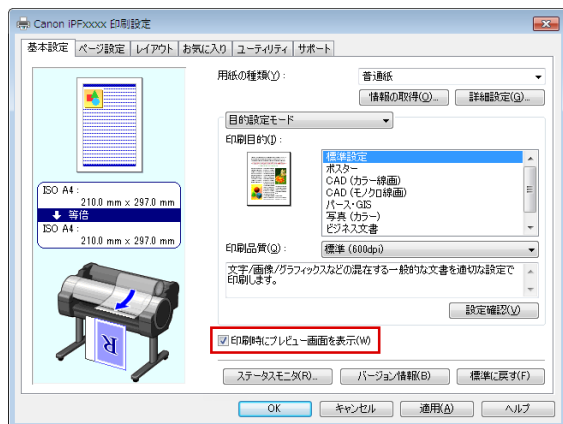 Canon iPFxxxx 印刷設定
基本設定 ページ設定 レイアウト お気に入り ユーティリティ サポート
用紙の種類(Y): 普通紙
情報の取得(O)... 詳細設定(G)...
目的設定モード
印刷目的(J):
標準設定
ポスター
CAD (カラー線画)
CAD (モノクロ線画)
パース・GIS
写真 (カラー)
ビジネス文書
ISO A4 :
210.0 mm × 297.0 mm
等倍
ISO A4 :
210.0 mm × 297.0 mm
印刷品質(Q): 標準 (600dpi)
文字/画像/グラフィックスなどの混在する一般的な文書を適切な設定で
印刷します。
設定確認(V)
印刷時にプレビュー画面を表示(W)
R
ステータスモニタ(R)... バージョン情報(B) 標準に戻す(F)
OK キャンセル 適用(A) ヘルプ